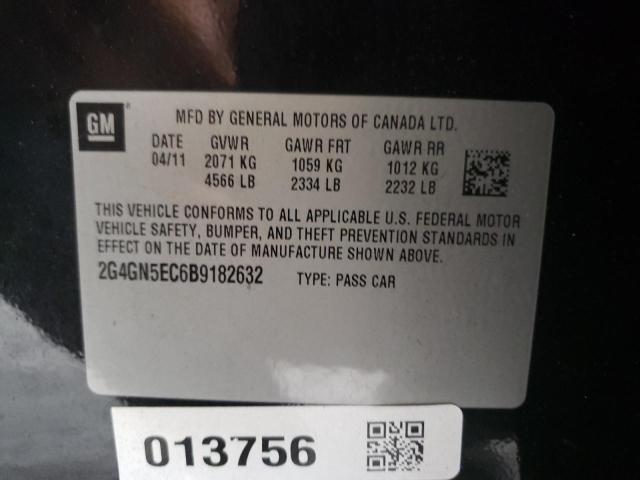 GM
MFD BY GENERAL MOTORS OF CANADA LTD.
DATE GVWR GAWR FRT GAWR RR
04/11 2071 KG 1059 KG 1012 KG
4566 LB 2334 LB 2232 LB
THIS VEHICLE CONFORMS TO ALL APPLICABLE U.S. FEDERAL MOTOR
VEHICLE SAFETY, BUMPER, AND THEFT PREVENTION STANDARDS IN
EFFECT ON THE DATE OF MANUFACTURE SHOWN ABOVE.
2G4GN5EC6B9182632 TYPE: PASS CAR
013756